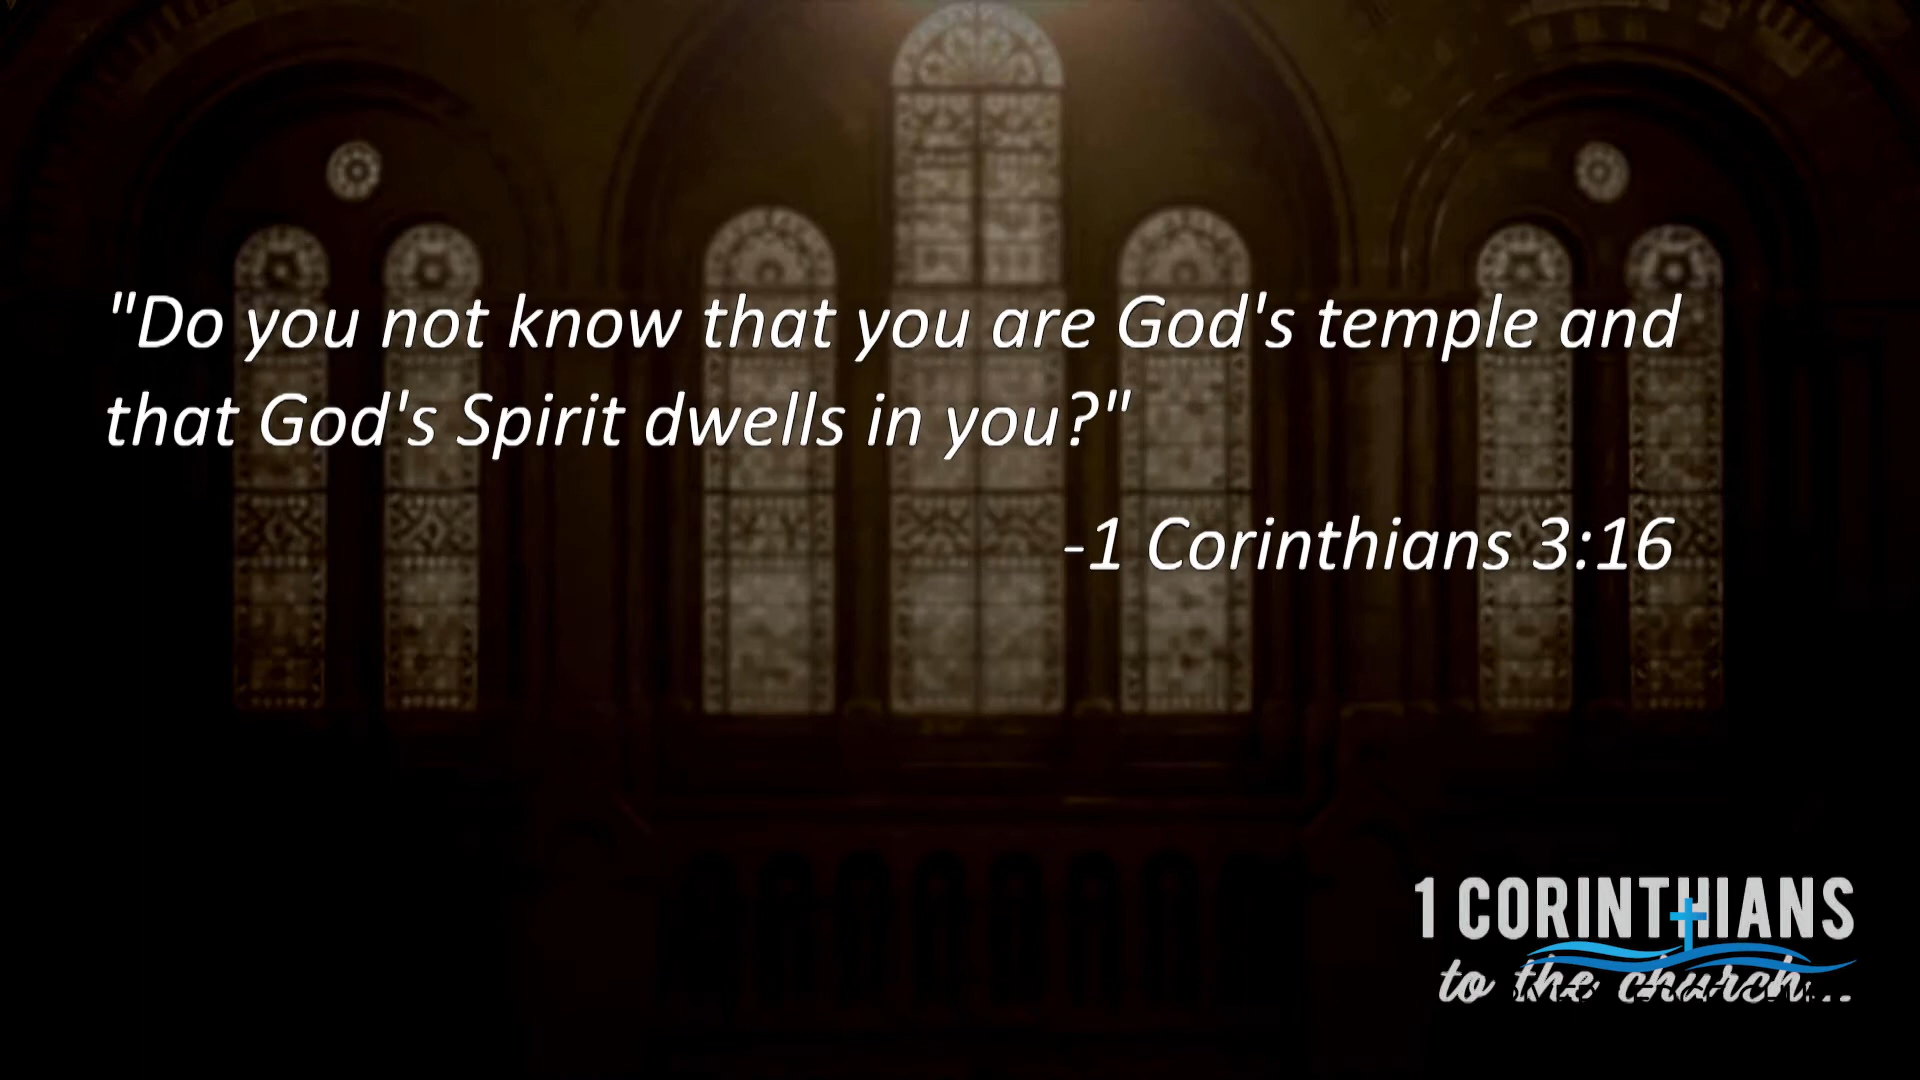 "Do you not know that you are God's temple and
that God's Spirit dwells in you?"
-1 Corinthians 3:16
1 CORINTHIANS
to the church...